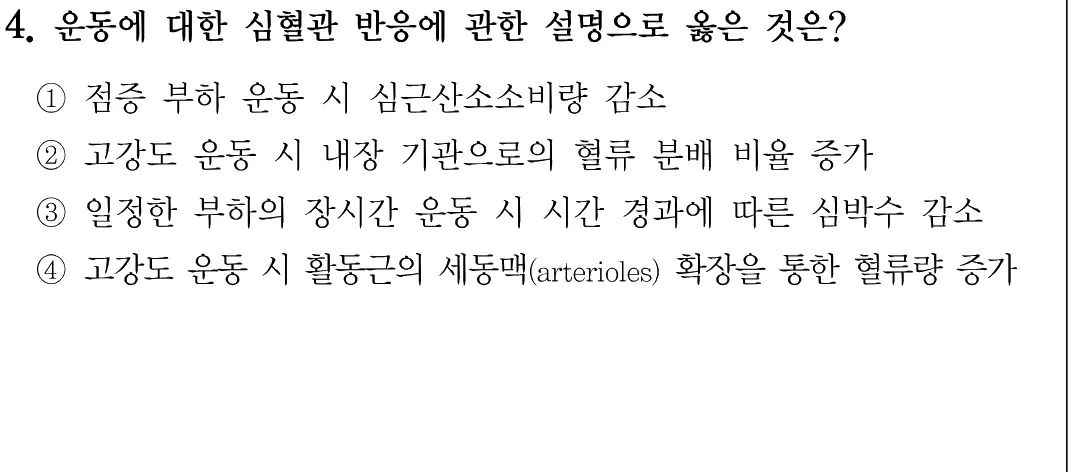 4. 운동에 대한 심혈관 반응에 관한 설명으로 옳은 것은?
① 점증 부하 운동 시 심근산소소비량 감소
② 고강도 운동 시 내장 기관으로의 혈류 분배 비율 증가
③ 일정한 부하의 장시간 운동 시 시간 경과에 따른 심박수 감소
④ 고강도 운동 시 활동근의 세동맥(arterioles) 확장을 통한 혈류량 증가